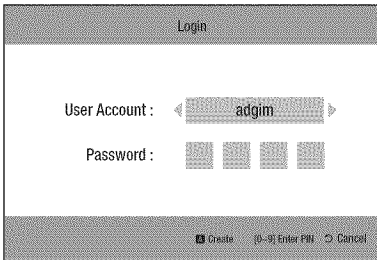 Login
User Account : adgim
Password :
A Create [0~9] Enter PIN Cancel